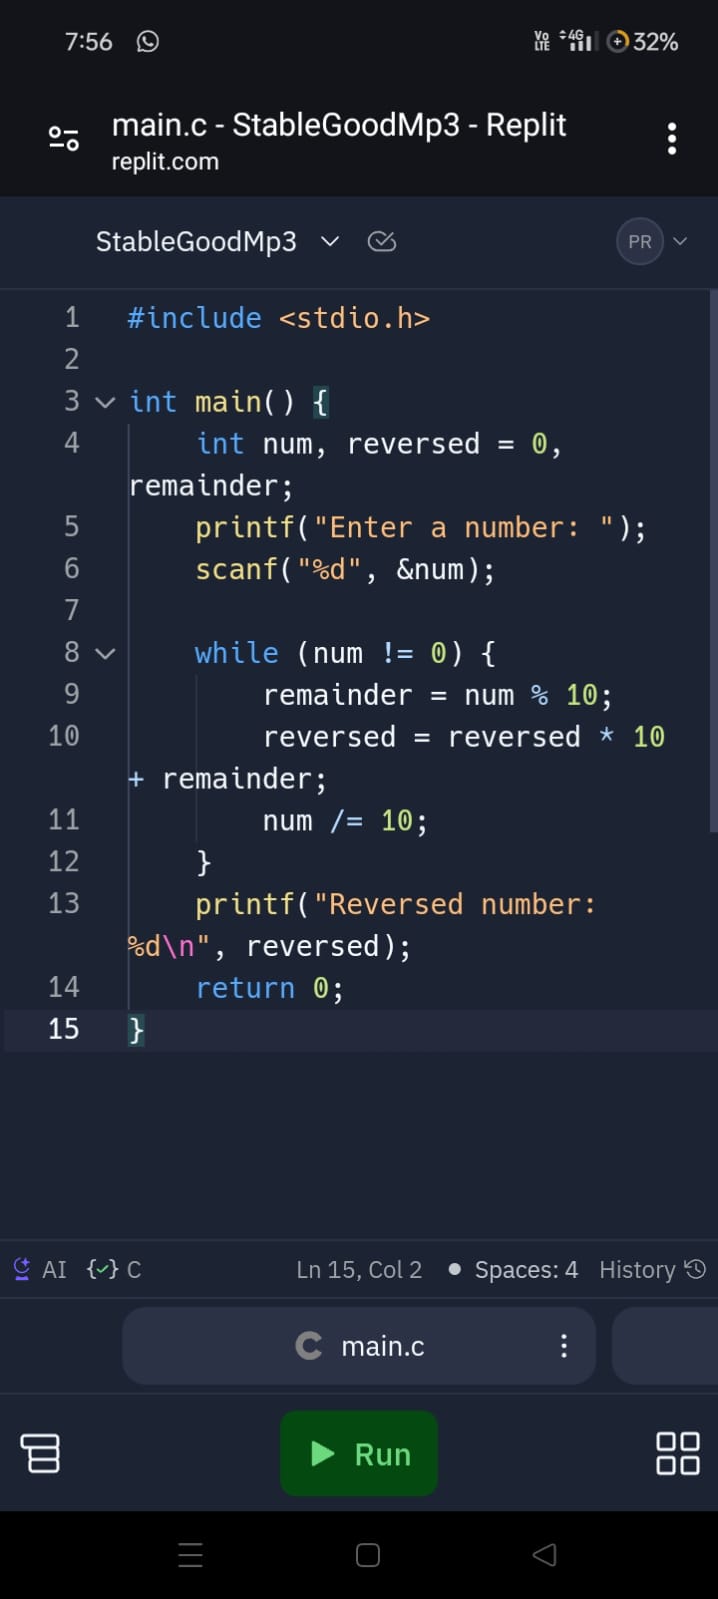 7:56 Vo LTE 4G 32%
main.c - StableGoodMp3 - Replit
replit.com
StableGoodMp3 PR
1 #include <stdio.h>
2
3 int main() {
4     int num, reversed = 0,
remainder;
5     printf("Enter a number: ");
6     scanf("%d", &num);
7
8     while (num != 0) {
9         remainder = num % 10;
10         reversed = reversed * 10
+ remainder;
11         num /= 10;
12     }
13     printf("Reversed number:
%d\n", reversed);
14     return 0;
15 }
AI {✓} C Ln 15, Col 2 • Spaces: 4 History
C main.c
Run